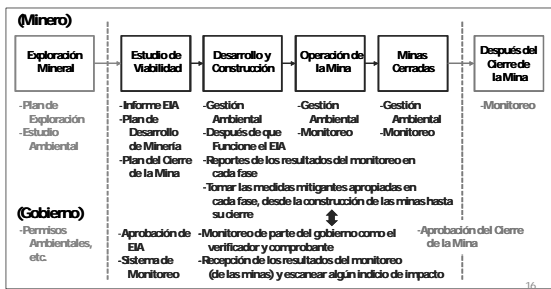 (Minero)
Exploración
Mineral
Estudio de
Viabilidad
Desarrollo y
Construcción
Operación de
la Mina
Minas
Cerradas
Después del
Cierre de
la Mina
-Plan de
Exploración
-Estudio
Ambiental
-Informe EIA
-Plan de
Desarrollo
de Minería
-Plan del Cierre
de la Mina
-Gestión
Ambiental
-Después de que
Funcione el EIA
-Gestión
Ambiental
-Monitoreo
-Gestión
Ambiental
-Monitoreo
-Monitoreo
-Reportes de los resultados del monitoreo en
cada fase
-Tomar las medidas mitigantes apropiadas en
cada fase, desde la construcción de las minas hasta
su cierre
(Gobierno)
-Permisos
Ambientales,
etc.
-Aprobación de
EIA
-Sistema de
Monitoreo
-Monitoreo de parte del gobierno como el
verificador y comprobante
-Recepción de los resultados del monitoreo
(de las minas) y escanear algún indicio de impacto
-Aprobación del Cierre
de la Mina
16